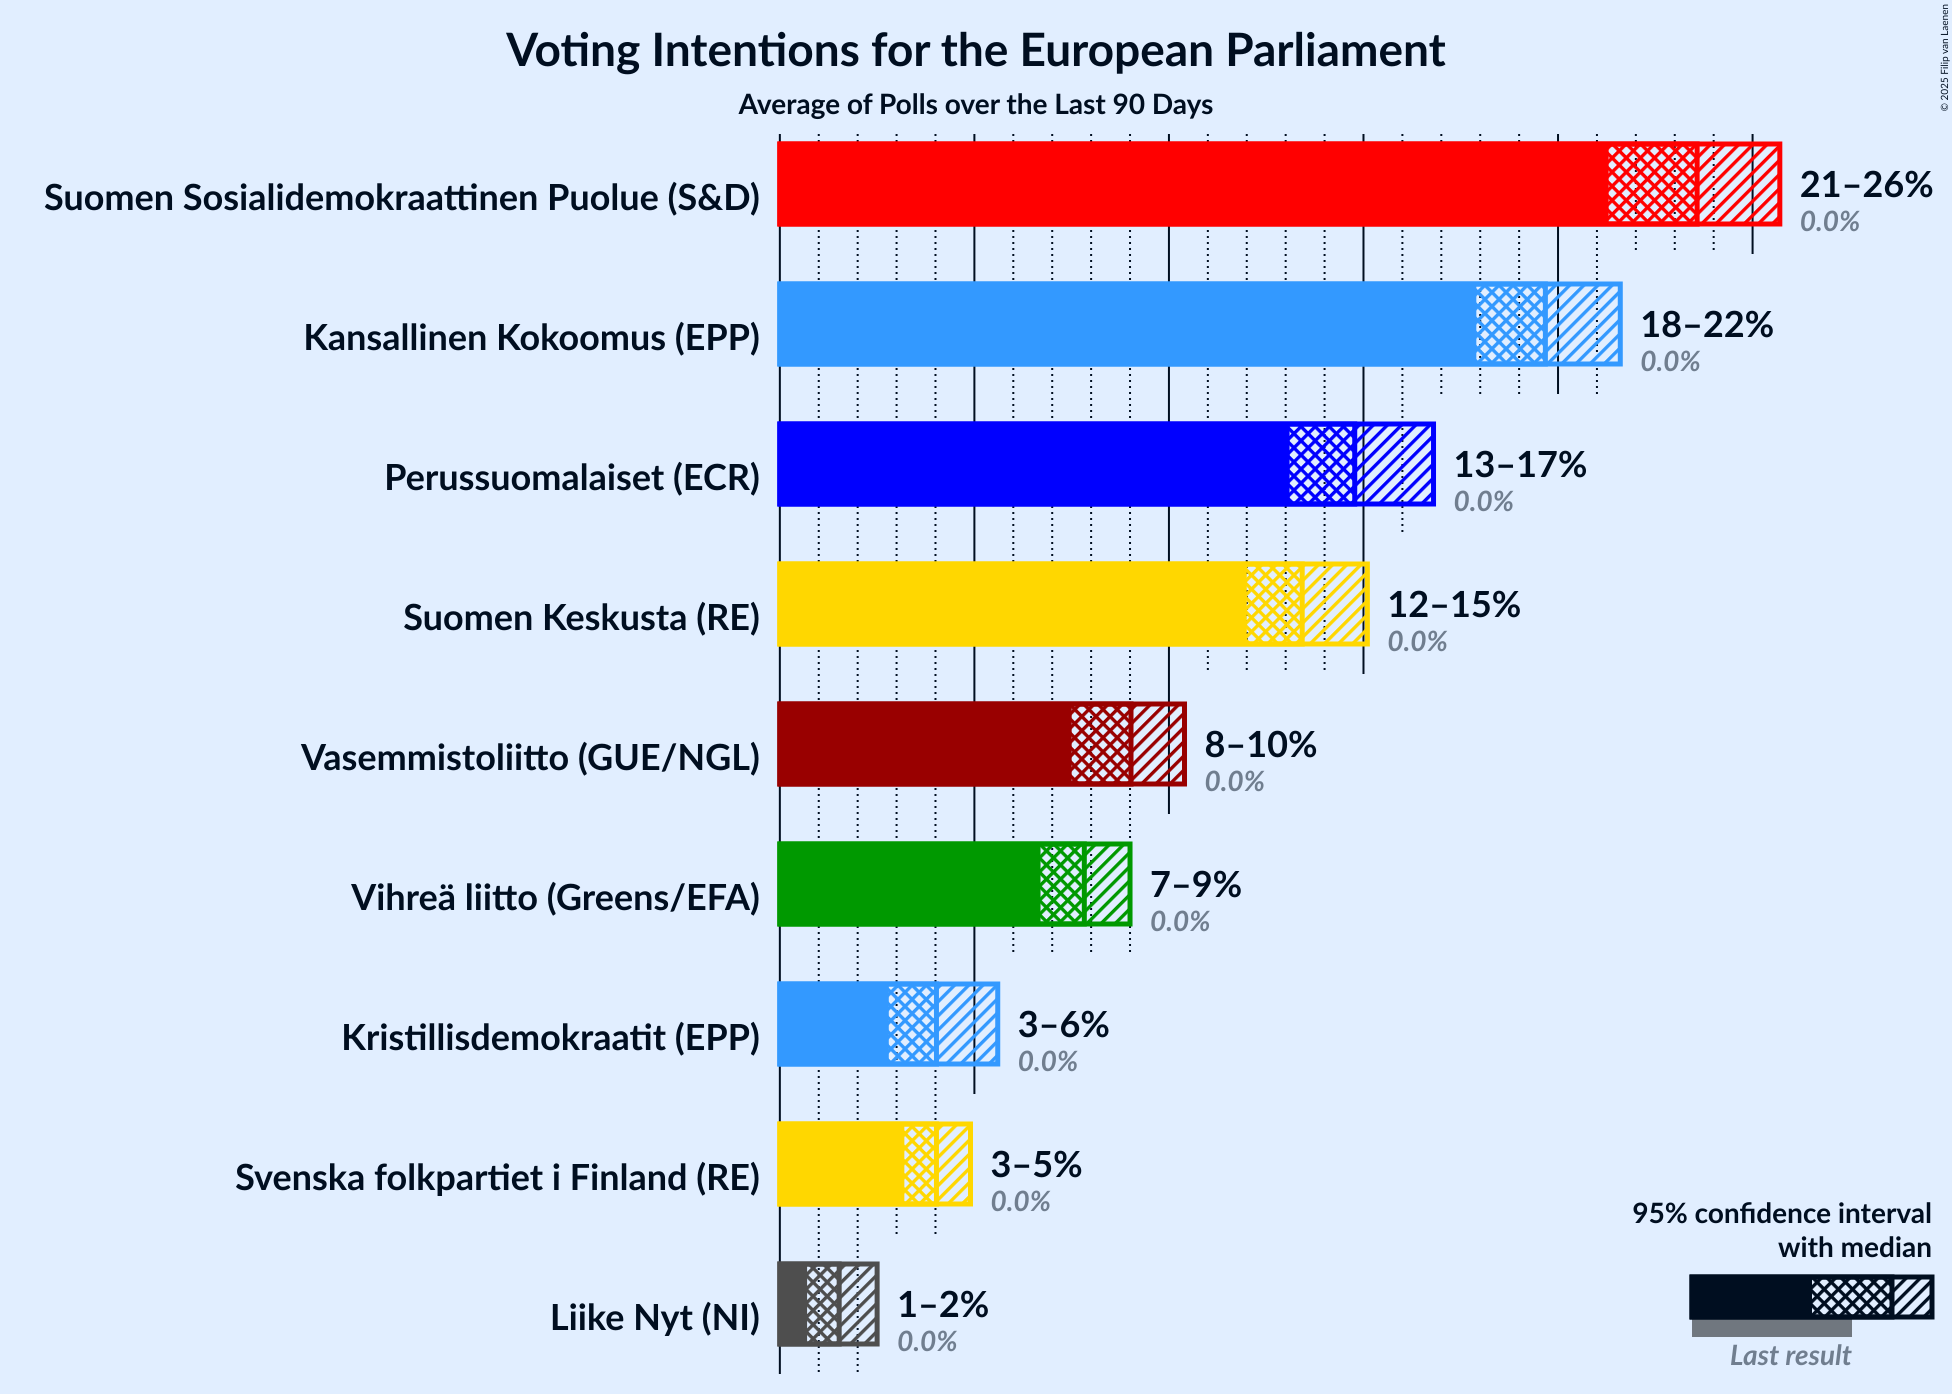 Voting Intentions for the European Parliament
Average of Polls over the Last 90 Days
© 2025 Filip van Laenen
Suomen Sosialidemokraattinen Puolue (S&D)
21–26%
0.0%
Kansallinen Kokoomus (EPP)
18–22%
0.0%
Perussuomalaiset (ECR)
13–17%
0.0%
Suomen Keskusta (RE)
12–15%
0.0%
Vasemmistoliitto (GUE/NGL)
8–10%
0.0%
Vihreä liitto (Greens/EFA)
7–9%
0.0%
Kristillisdemokraatit (EPP)
3–6%
0.0%
Svenska folkpartiet i Finland (RE)
3–5%
0.0%
Liike Nyt (NI)
1–2%
0.0%
95% confidence interval
with median
Last result